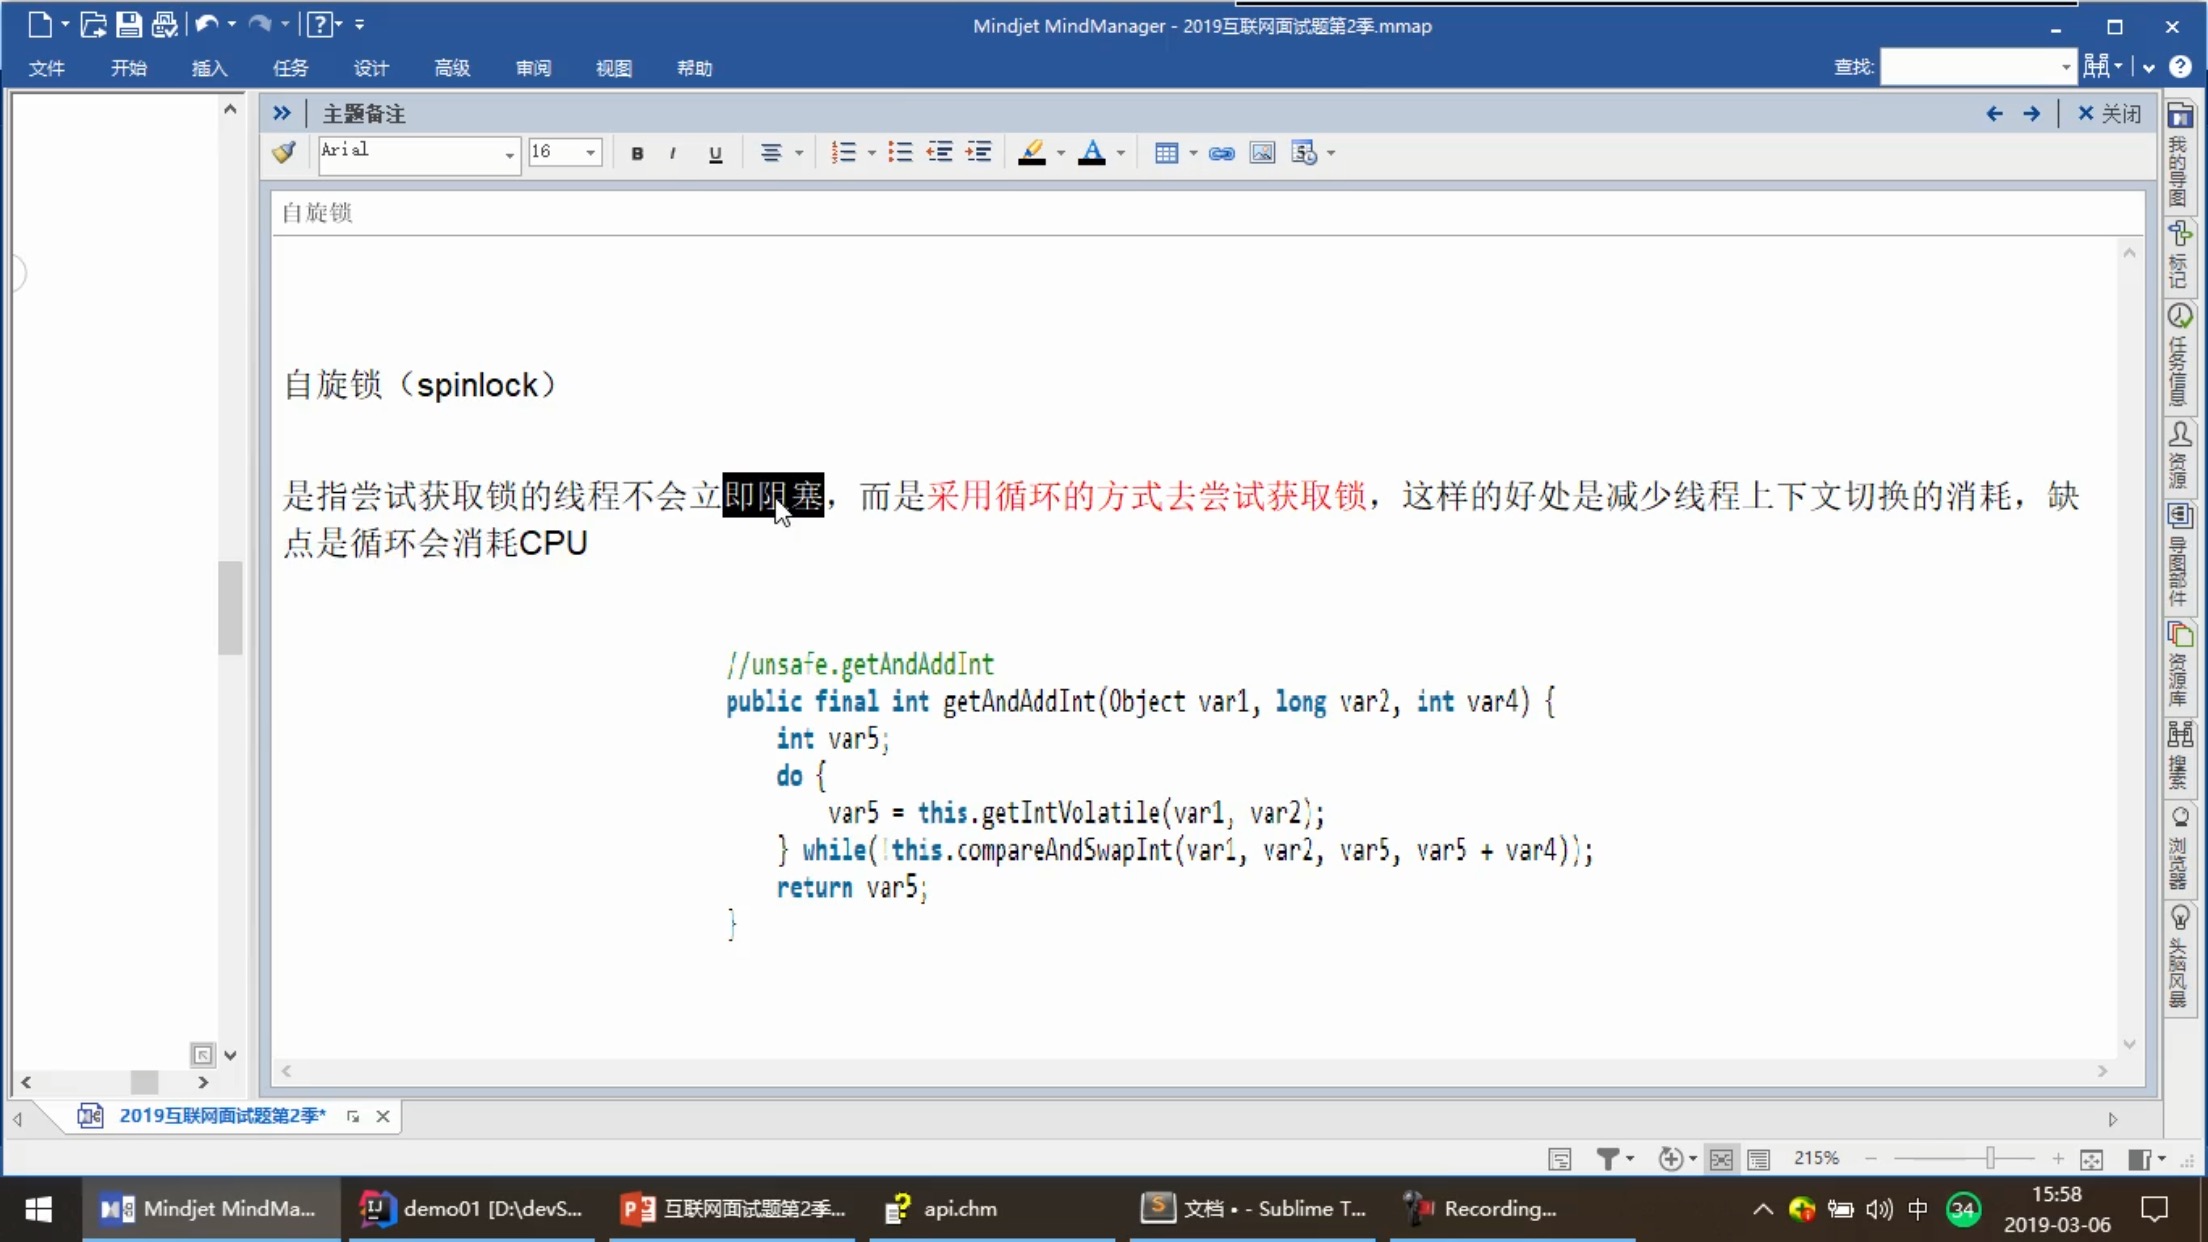 Mindjet MindManager - 2019互联网面试题第2季.mmap
文件 开始 插入 任务 设计 高级 审阅 视图 帮助
查找:
主题备注
关闭
Arial
16
B I U
自旋锁
自旋锁（spinlock）
是指尝试获取锁的线程不会立即阻塞，而是采用循环的方式去尝试获取锁，这样的好处是减少线程上下文切换的消耗，缺
点是循环会消耗CPU
//unsafe.getAndAddInt
public final int getAndAddInt(Object var1, long var2, int var4) {
int var5;
do {
var5 = this.getIntVolatile(var1, var2);
} while(!this.compareAndSwapInt(var1, var2, var5, var5 + var4));
return var5;
}
我的导图
标记
任务信息
资源
导图部件
资源库
搜索
浏览器
头脑风暴
2019互联网面试题第2季*
215%
Mindjet MindMa...
demo01 [D:\devS...
互联网面试题第2季...
api.chm
文档 • - Sublime T...
Recording...
中
34
15:58
2019-03-06